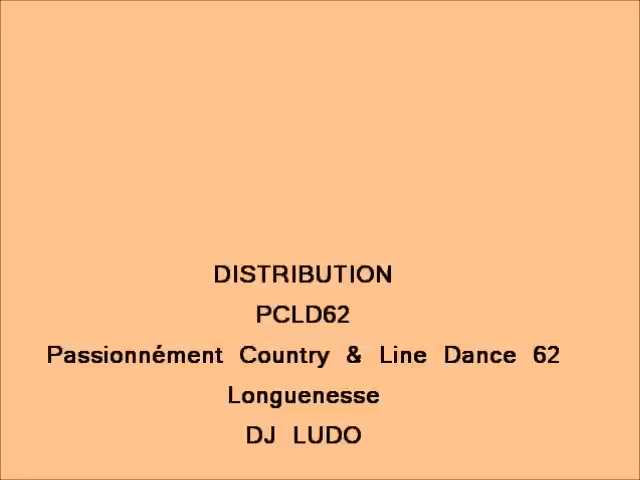 DISTRIBUTION
PCLD62
Passionnément Country & Line Dance 62
Longuenesse
DJ LUDO